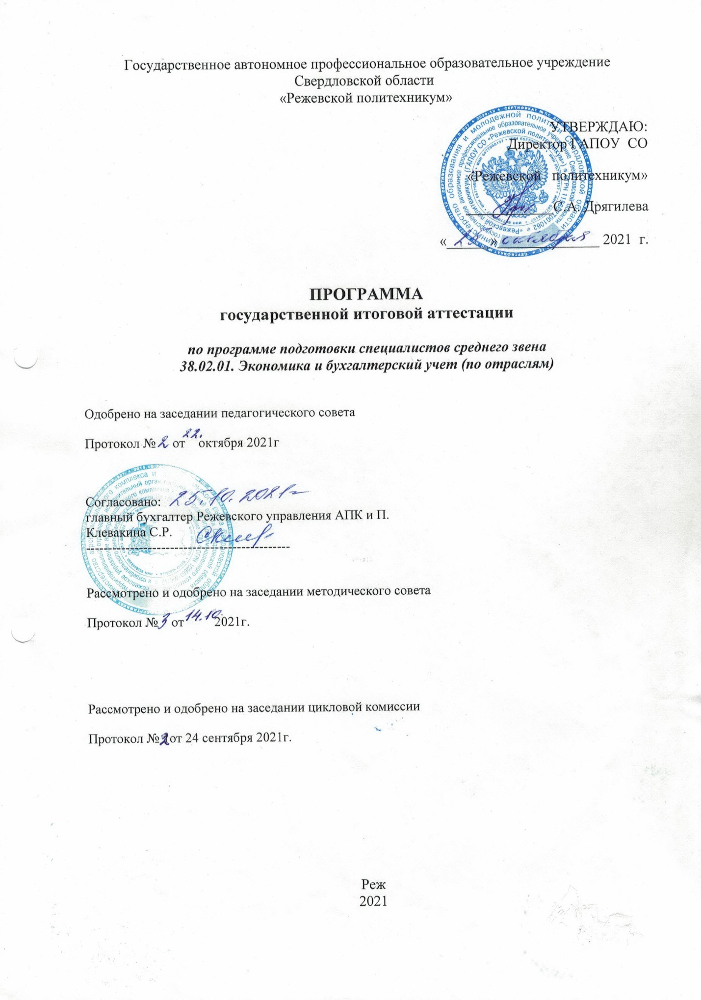 Государственное автономное профессиональное образовательное учреждение
Свердловской области
«Режевской политехникум»
УТВЕРЖДАЮ:
Директор ГАПОУ СО
«Режевской политехникум»
С.А. Дрягилева
«25» октября 2021 г.
ПРОГРАММА
государственной итоговой аттестации
по программе подготовки специалистов среднего звена
38.02.01. Экономика и бухгалтерский учет (по отраслям)
Одобрено на заседании педагогического совета
Протокол № 2 от 22. октября 2021г
Согласовано: 25.10.2021г
главный бухгалтер Режевского управления АПК и П.
Клевакина С.Р.
Рассмотрено и одобрено на заседании методического совета
Протокол № 3 от 14.10. 2021г.
Рассмотрено и одобрено на заседании цикловой комиссии
Протокол № 2 от 24 сентября 2021г.
Реж
2021